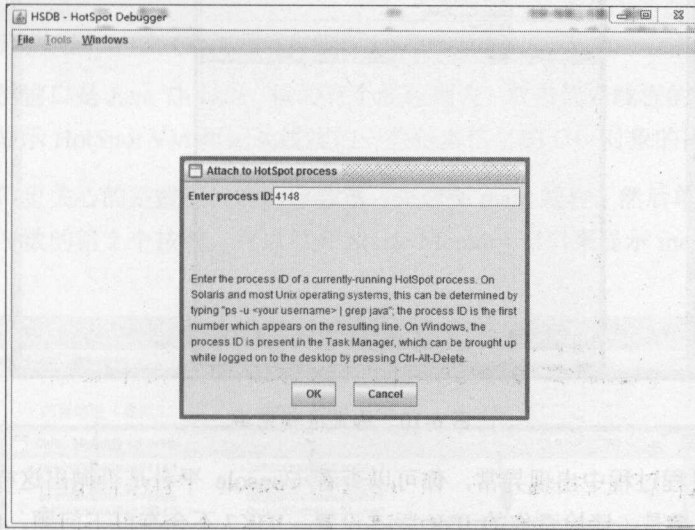 HSDB - HotSpot Debugger
File Tools Windows
Attach to HotSpot process
Enter process ID:4148
Enter the process ID of a currently-running HotSpot process. On
Solaris and most Unix operating systems, this can be determined by
typing "ps -u <your username> | grep java"; the process ID is the first
number which appears on the resulting line. On Windows, the
process ID is present in the Task Manager, which can be brought up
while logged on to the desktop by pressing Ctrl-Alt-Delete.
OK Cancel